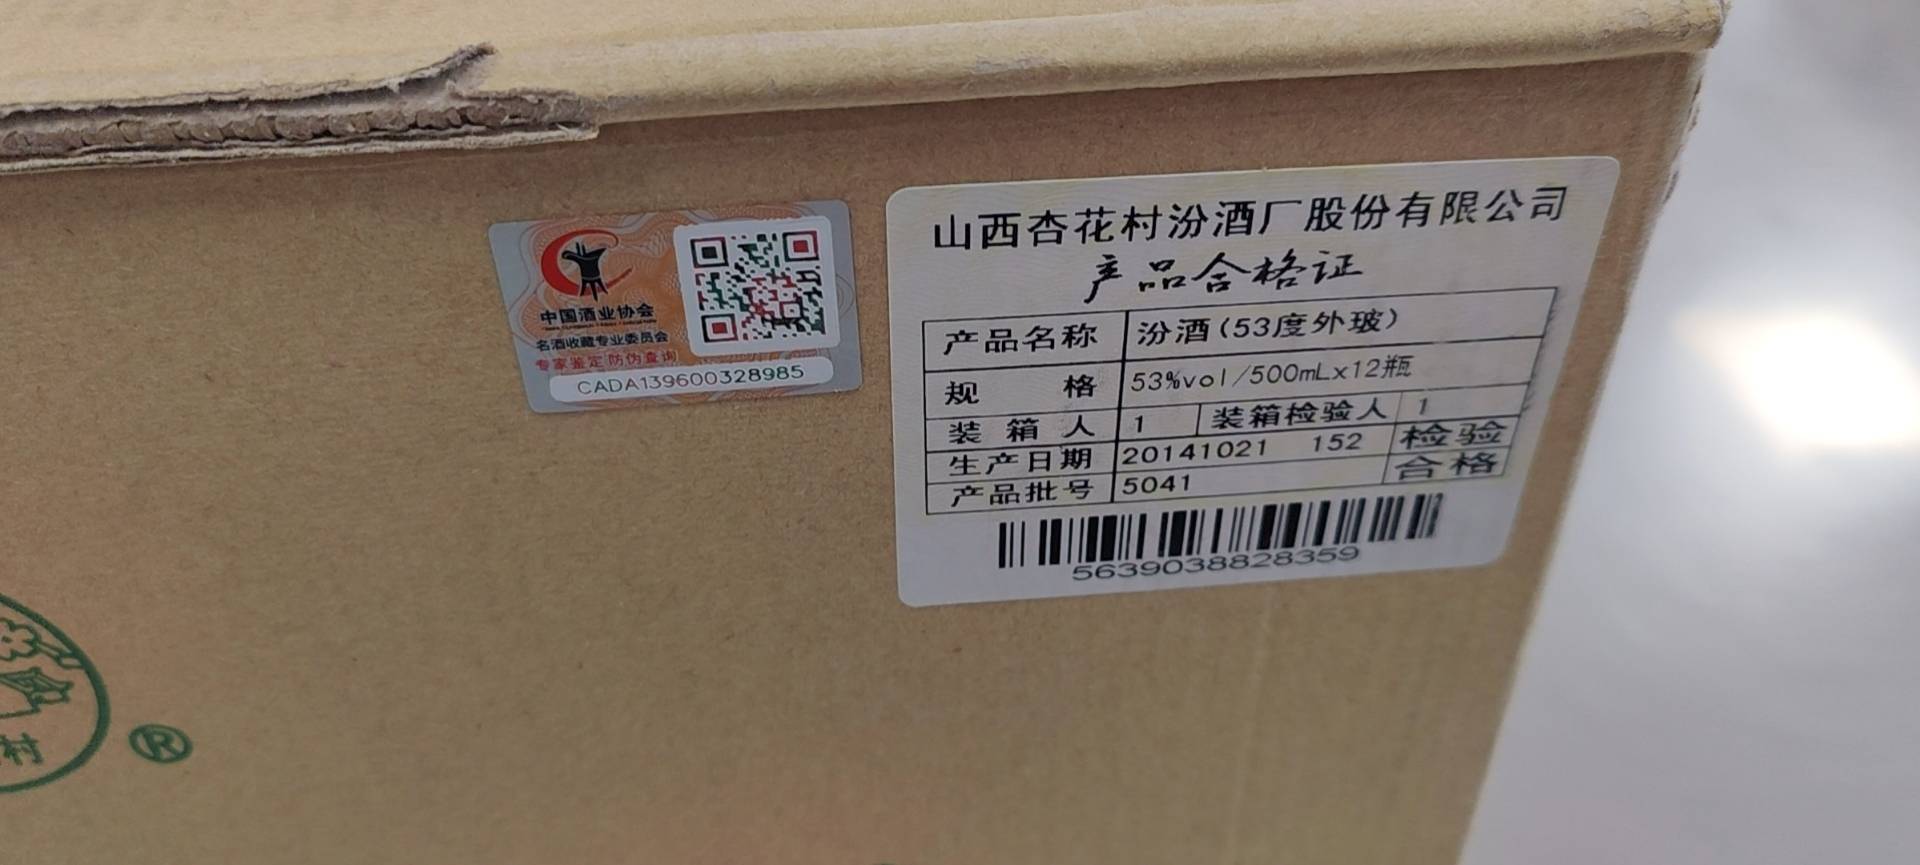 山西杏花村汾酒厂股份有限公司
产品合格证
产品名称 汾酒(53度外玻)
规 格 53%vol/500mLx12瓶
装 箱 人 1 装箱检验人 1
生产日期 20141021 152 检验
产品批号 5041 合格
5639038828359
中国酒业协会
名酒收藏专业委员会
专家鉴定 防伪查询
CADA139600328985
村
®